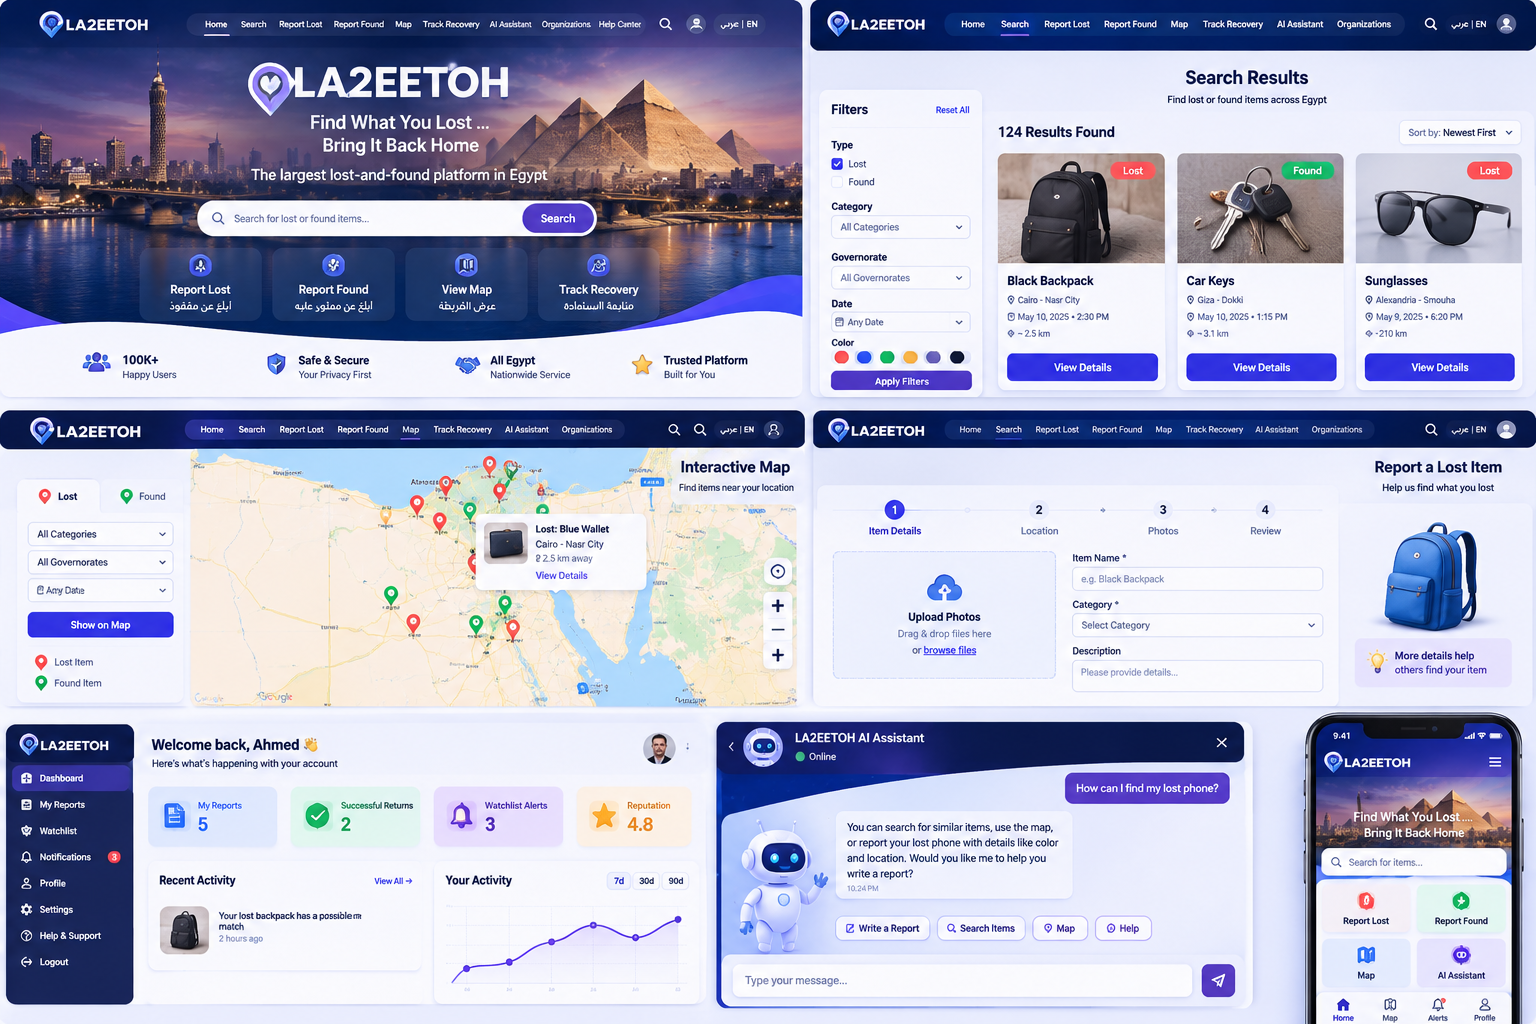 LA2EETOH
Home Search Report Lost Report Found Map Track Recovery AI Assistant Organizations Help Center عربي | EN
LA2EETOH
Find What You Lost ...
Bring It Back Home
The largest lost-and-found platform in Egypt
Search for lost or found items...
Search
Report Lost
ابلغ عن مفقود
Report Found
ابلغ عن
View Map
عرض
Track Recovery
متابعة
100K+
Happy Users
Safe & Secure
Your Privacy First
All Egypt
Nationwide Service
Trusted Platform
Built for You
LA2EETOH
Home Search Report Lost Report Found Map Track Recovery AI Assistant Organizations عربي | EN
Search Results
Find lost or found items across Egypt
Filters
Reset All
Type
Lost
Found
Category
All Categories
Governorate
All Governorates
Date
Any Date
Color
Apply Filters
124 Results Found
Sort by: Newest First
Lost
Black Backpack
Cairo - Nasr City
May 10, 2025 • 2:30 PM
~ 2.5 km
View Details
Found
Car Keys
Giza - Dokki
May 10, 2025 • 1:15 PM
~3.1 km
View Details
Lost
Sunglasses
Alexandria - Smouha
May 9, 2025 • 6:20 PM
~210 km
View Details
LA2EETOH
Home Search Report Lost Report Found Map Track Recovery AI Assistant Organizations عربي | EN
Lost
Found
All Categories
All Governorates
Any Date
Show on Map
Lost Item
Found Item
Interactive Map
Find items near your location
Lost: Blue Wallet
Cairo - Nasr City
2.5 km away
View Details
Google
LA2EETOH
Home Search Report Lost Report Found Map Track Recovery AI Assistant Organizations عربي | EN
Report a Lost Item
Help us find what you lost
1 2 3 4
Item Details Location Photos Review
Upload Photos
Drag & drop files here
or browse files
Item Name *
e.g. Black Backpack
Category *
Select Category
Description
Please provide details...
More details help
others find your item
LA2EETOH
Dashboard
My Reports
Watchlist
Notifications 3
Profile
Settings
Help & Support
Logout
Welcome back, Ahmed 👋
Here's what's happening with your account
My Reports
5
Successful Returns
2
Watchlist Alerts
3
Reputation
4.8
Recent Activity
View All →
Your lost backpack has a possible
match
2 hours ago
Your Activity
7d 30d 90d
LA2EETOH AI Assistant
Online
How can I find my lost phone?
You can search for similar items, use the map,
or report your lost phone with details like color
and location. Would you like me to help you
write a report?
10.24 PM
Write a Report
Search Items
Map
Help
Type your message...
9.41
LA2EETOH
Find What You Lost ....
Bring It Back Home
Search for items...
Report Lost
Report Found
Map
AI Assistant
Home Map Alerts Profile